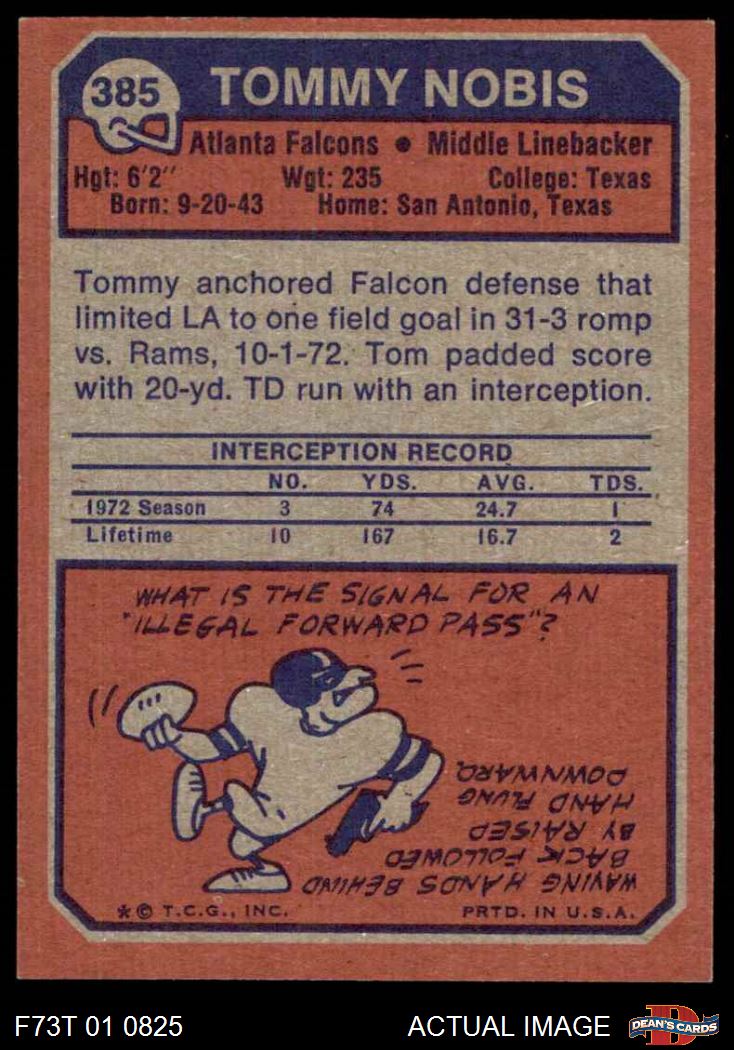 385
TOMMY NOBIS
Atlanta Falcons ● Middle Linebacker
Hgt: 6'2" Wgt: 235 College: Texas
Born: 9-20-43 Home: San Antonio, Texas
Tommy anchored Falcon defense that
limited LA to one field goal in 31-3 romp
vs. Rams, 10-1-72. Tom padded score
with 20-yd. TD run with an interception.
INTERCEPTION RECORD
NO. YDS. AVG. TDS.
1972 Season 3 74 24.7 1
Lifetime 10 167 16.7 2
WHAT IS THE SIGNAL FOR AN
"ILLEGAL FORWARD PASS"?
WAVING HANDS BEHIND
BACK FOLLOWED
BY RAISED
HAND FLUNG
DOWNWARD.
*© T.C.G., INC. PRTD. IN U.S.A.
F73T 01 0825 ACTUAL IMAGE D DEAN'S CARDS